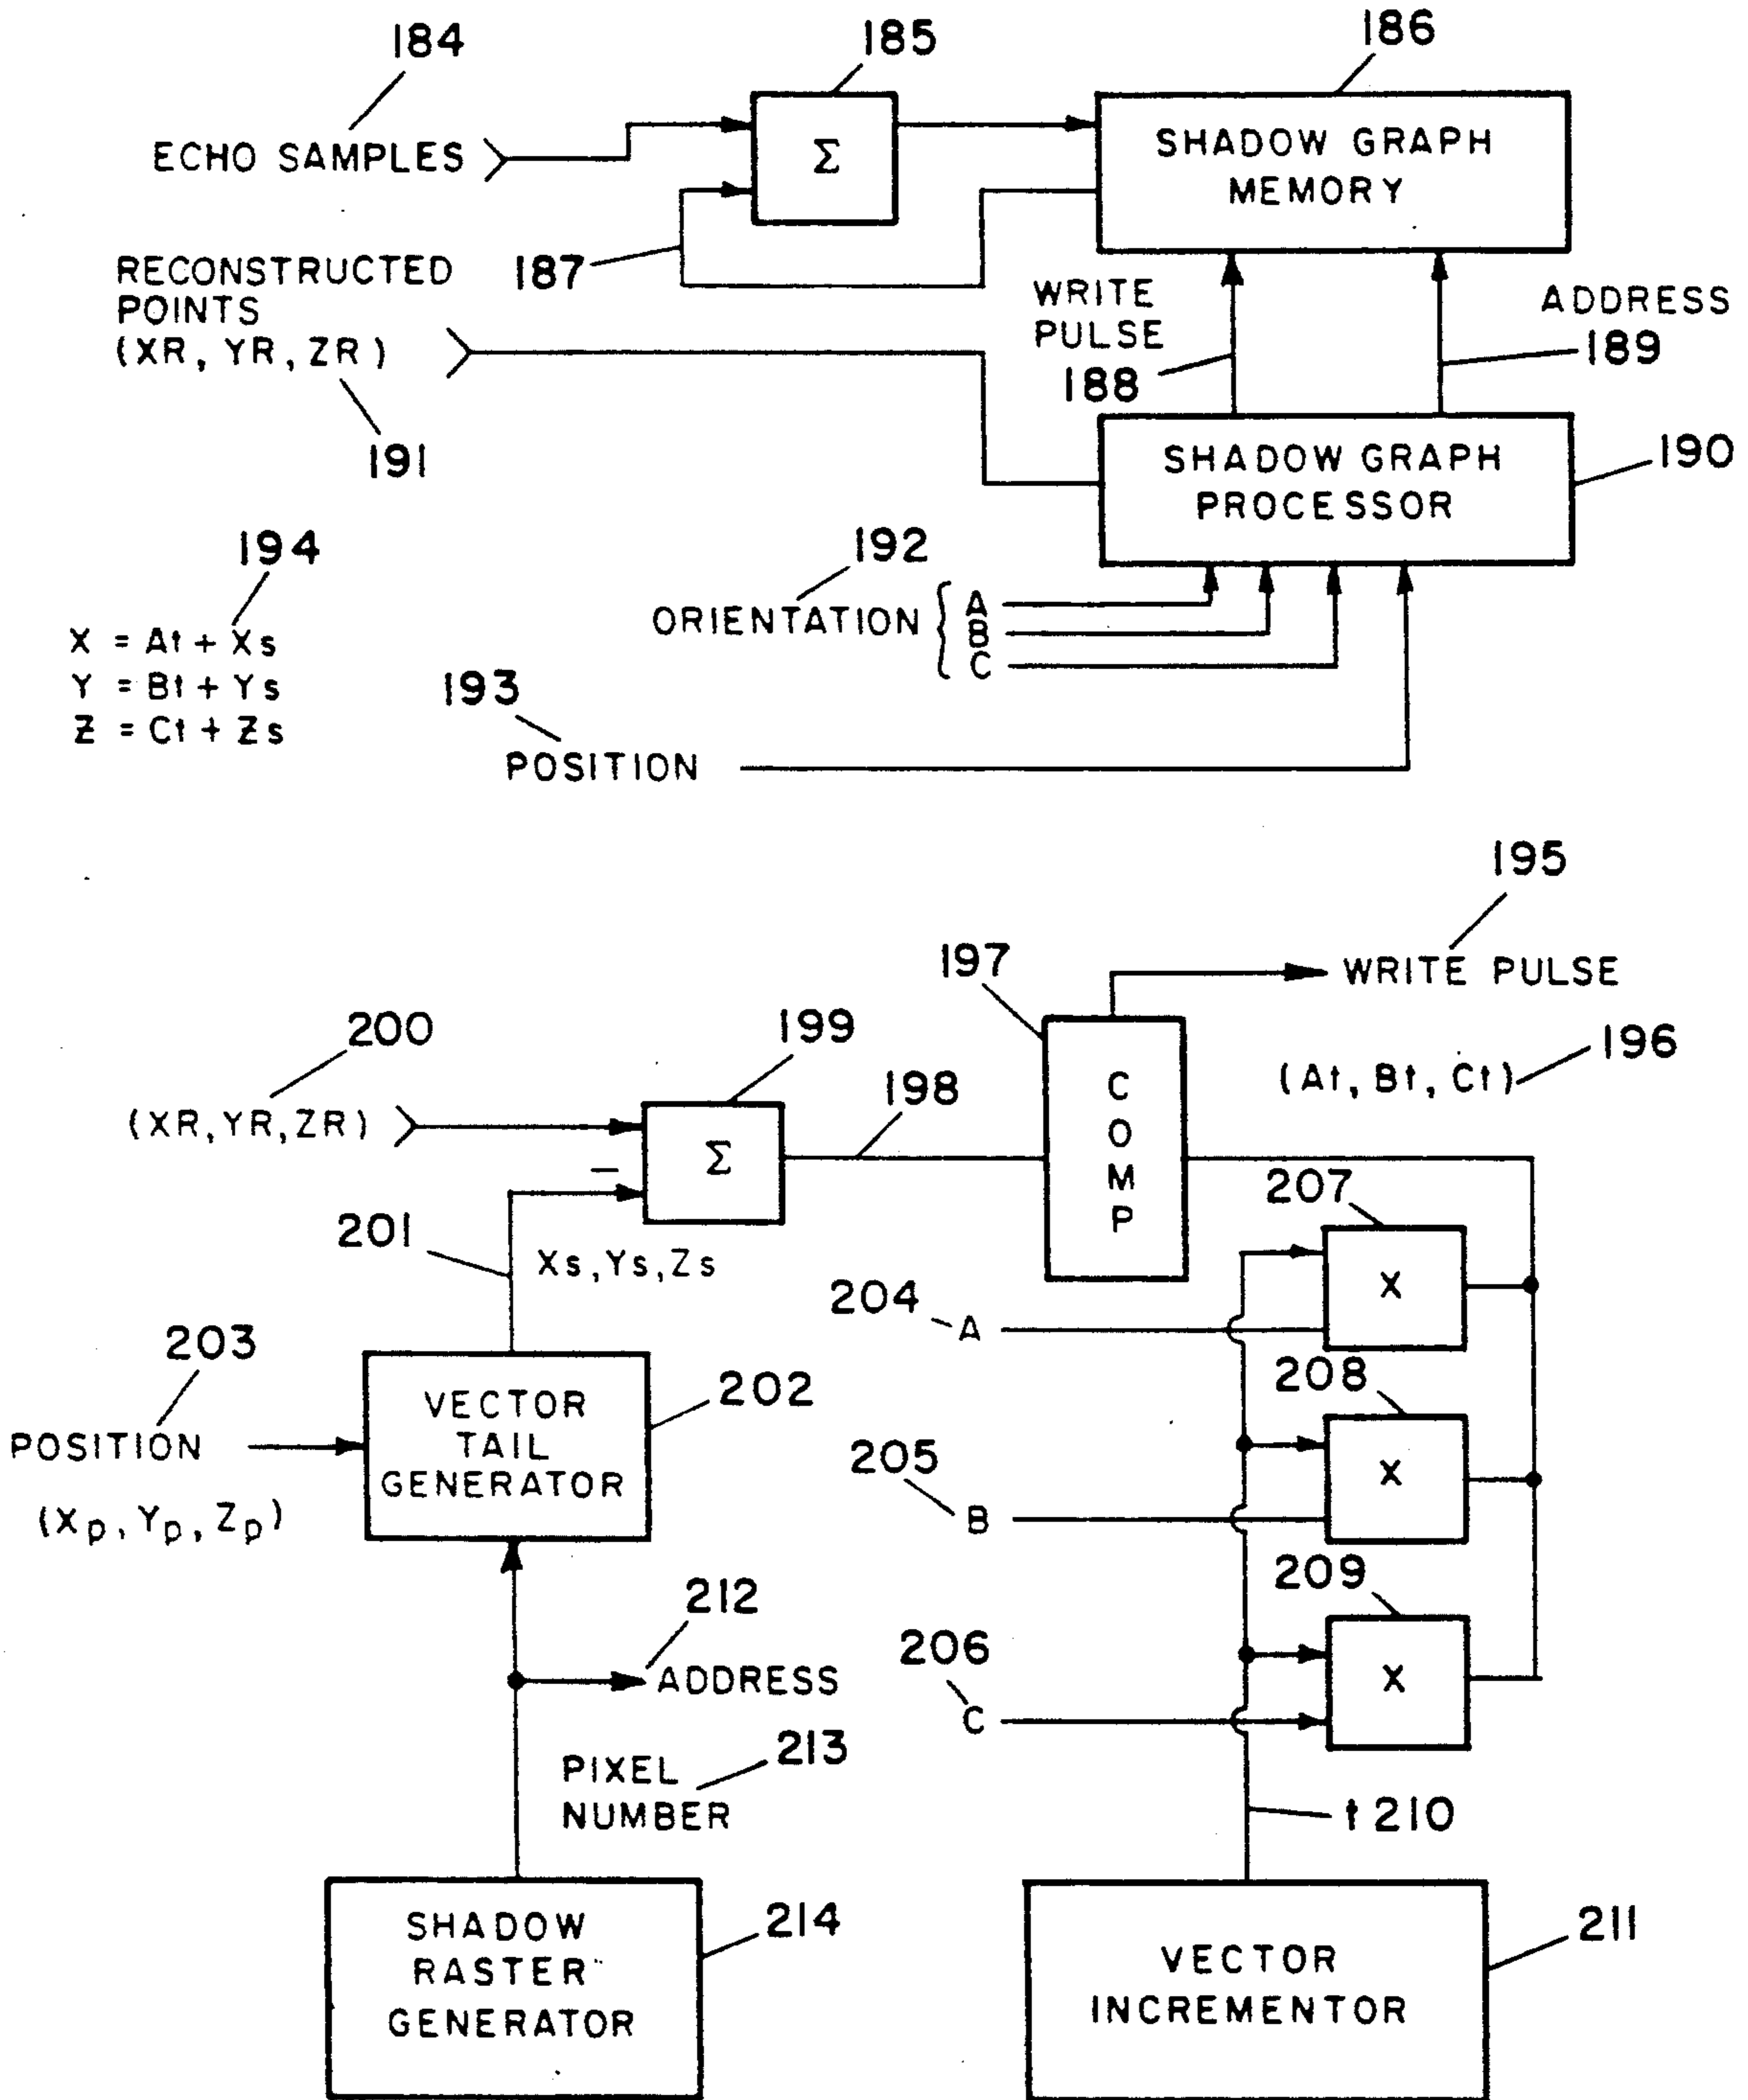 184
185
186
ECHO SAMPLES
Σ
SHADOW GRAPH
MEMORY
RECONSTRUCTED
POINTS
(XR, YR, ZR)
187
WRITE
PULSE
188
ADDRESS
189
191
SHADOW GRAPH
PROCESSOR
190
194
192
ORIENTATION { A
B
C
X = At + Xs
Y = Bt + Ys
Z = Ct + Zs
193
POSITION
195
197
WRITE PULSE
200
199
196
(XR, YR, ZR)
Σ
198
COMP
(At, Bt, Ct)
−
201
Xs, Ys, Zs
207
204
A
X
203
POSITION
(Xp, Yp, Zp)
VECTOR
TAIL
GENERATOR
202
208
205
B
X
212
ADDRESS
209
206
C
X
PIXEL
NUMBER
213
t 210
SHADOW
RASTER
GENERATOR
214
VECTOR
INCREMENTOR
211